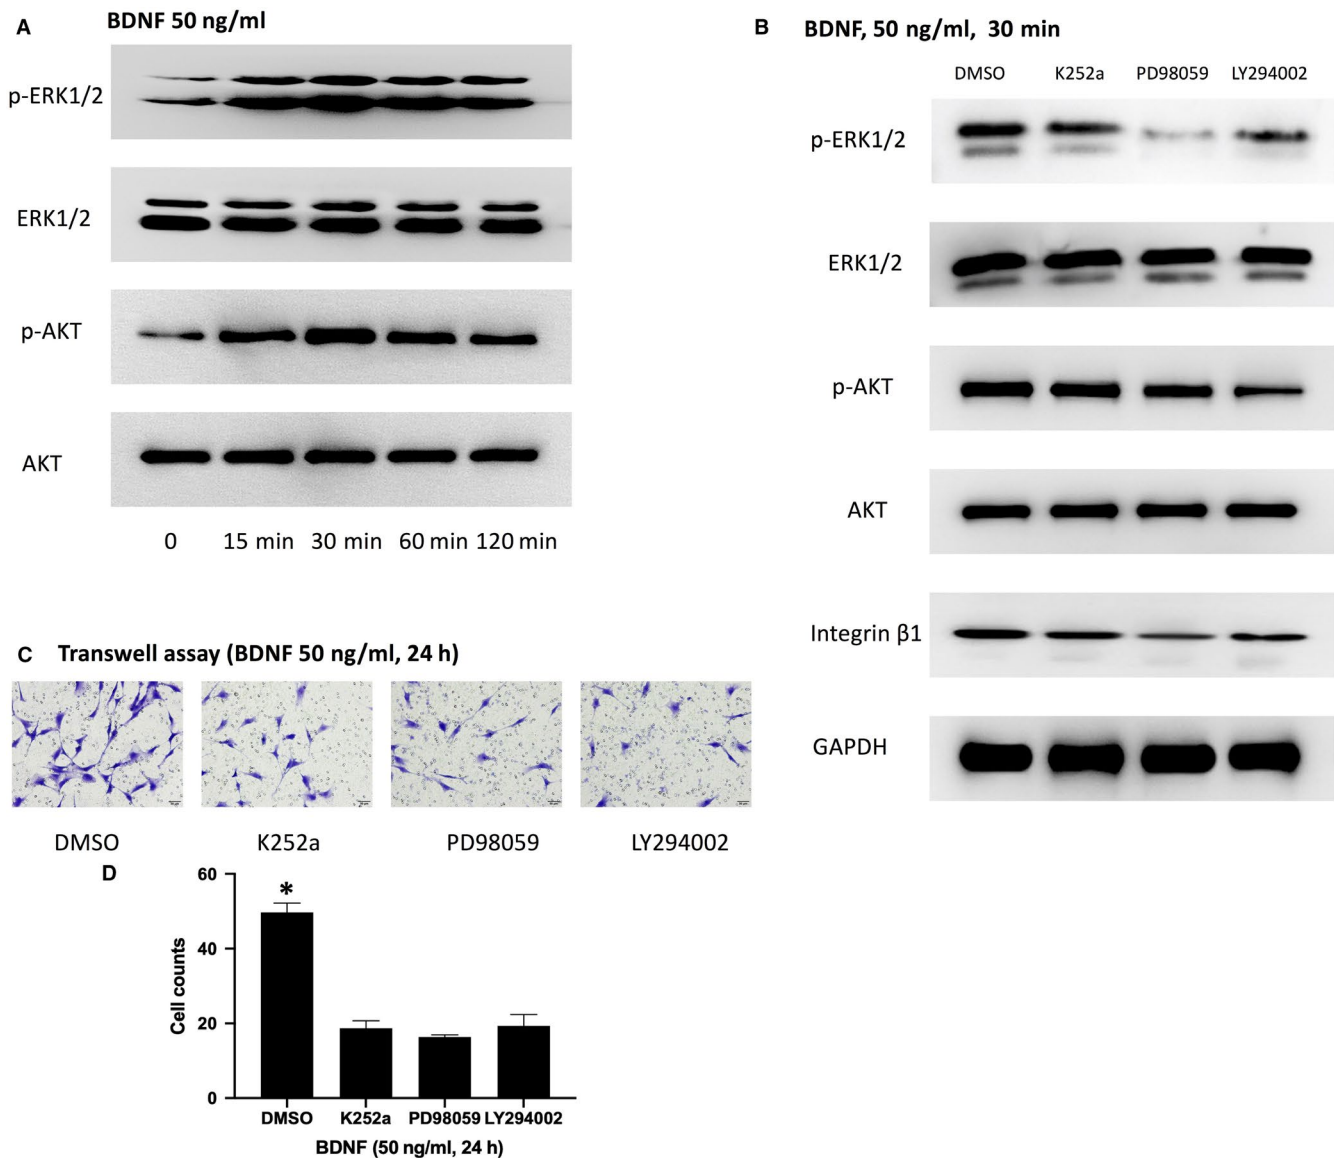 A
BDNF 50 ng/ml
p-ERK1/2
ERK1/2
p-AKT
AKT
0 15 min 30 min 60 min 120 min
B
BDNF, 50 ng/ml, 30 min
DMSO K252a PD98059 LY294002
p-ERK1/2
ERK1/2
p-AKT
AKT
Integrin β1
GAPDH
C
Transwell assay (BDNF 50 ng/ml, 24 h)
DMSO K252a PD98059 LY294002
D
60
40
20
0
Cell counts
*
DMSO K252a PD98059 LY294002
BDNF (50 ng/ml, 24 h)